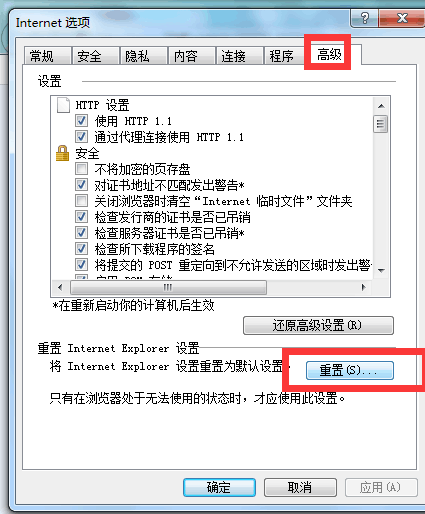 Internet 选项
常规 安全 隐私 内容 连接 程序 高级
设置
HTTP 设置
使用 HTTP 1.1
通过代理连接使用 HTTP 1.1
安全
不将加密的页存盘
对证书地址不匹配发出警告*
关闭浏览器时清空“Internet 临时文件”文件夹
检查发行商的证书是否已吊销
检查服务器证书是否已吊销*
检查所下载程序的签名
将提交的 POST 重定向到不允许发送的区域时发出警
启用 DOM 存储
*在重新启动你的计算机后生效
还原高级设置(R)
重置 Internet Explorer 设置
将 Internet Explorer 设置重置为默认设置。 重置(S)...
只有在浏览器处于无法使用的状态时，才应使用此设置。
确定 取消 应用(A)